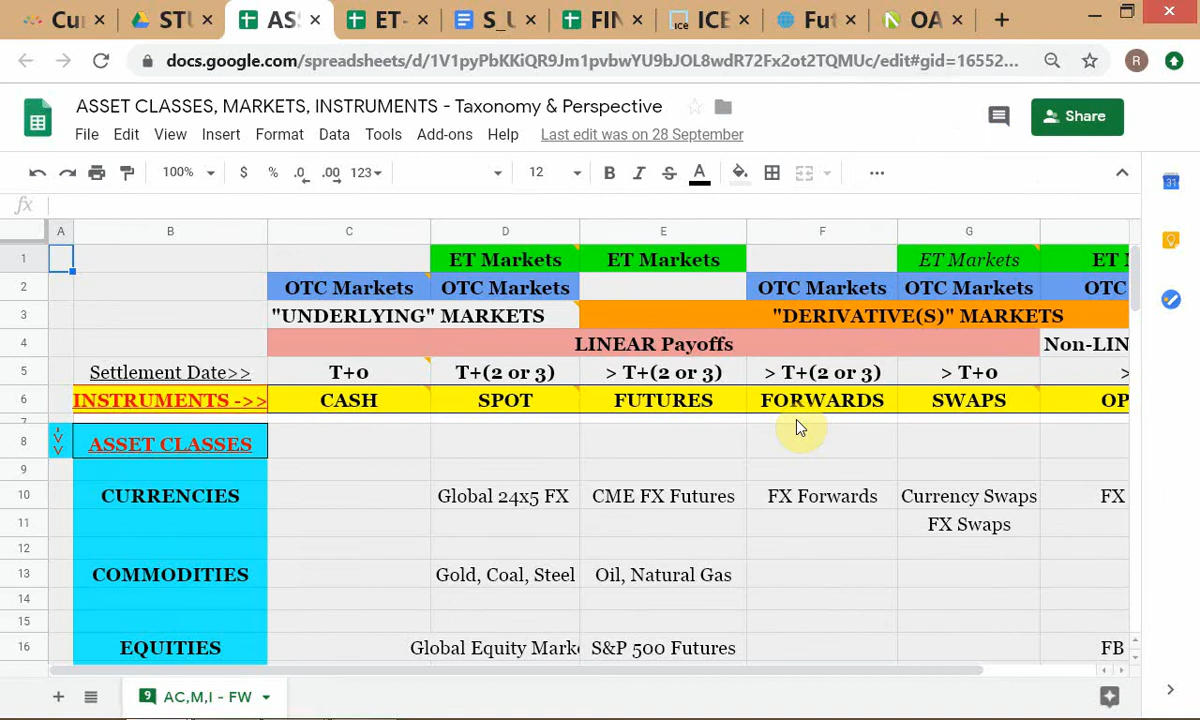 Cu
STU
AS
ET-
S_U
FIN
ice ICE
Fut
OA
docs.google.com/spreadsheets/d/1V1pyPbKKiQR9Jm1pvbwYU9bJOL8wdR72Fx2ot2TQMUc/edit#gid=16552...
R
ASSET CLASSES, MARKETS, INSTRUMENTS - Taxonomy & Perspective
File Edit View Insert Format Data Tools Add-ons Help Last edit was on 28 September
Share
100% $ % .0 .00 123 12 B I S A
31
fx
A B C D E F G
1 ET Markets ET Markets ET Markets ET
2 OTC Markets OTC Markets OTC Markets OTC Markets OTC
3 "UNDERLYING" MARKETS "DERIVATIVE(S)" MARKETS
4 LINEAR Payoffs Non-LIN
5 Settlement Date>> T+0 T+(2 or 3) > T+(2 or 3) > T+(2 or 3) > T+0 >
6 INSTRUMENTS ->> CASH SPOT FUTURES FORWARDS SWAPS OP
7
8 ASSET CLASSES
9
10 CURRENCIES Global 24x5 FX CME FX Futures FX Forwards Currency Swaps FX
11 FX Swaps
12
13 COMMODITIES Gold, Coal, Steel Oil, Natural Gas
14
15
16 EQUITIES Global Equity Mark S&P 500 Futures FB
9 AC,M,I - FW